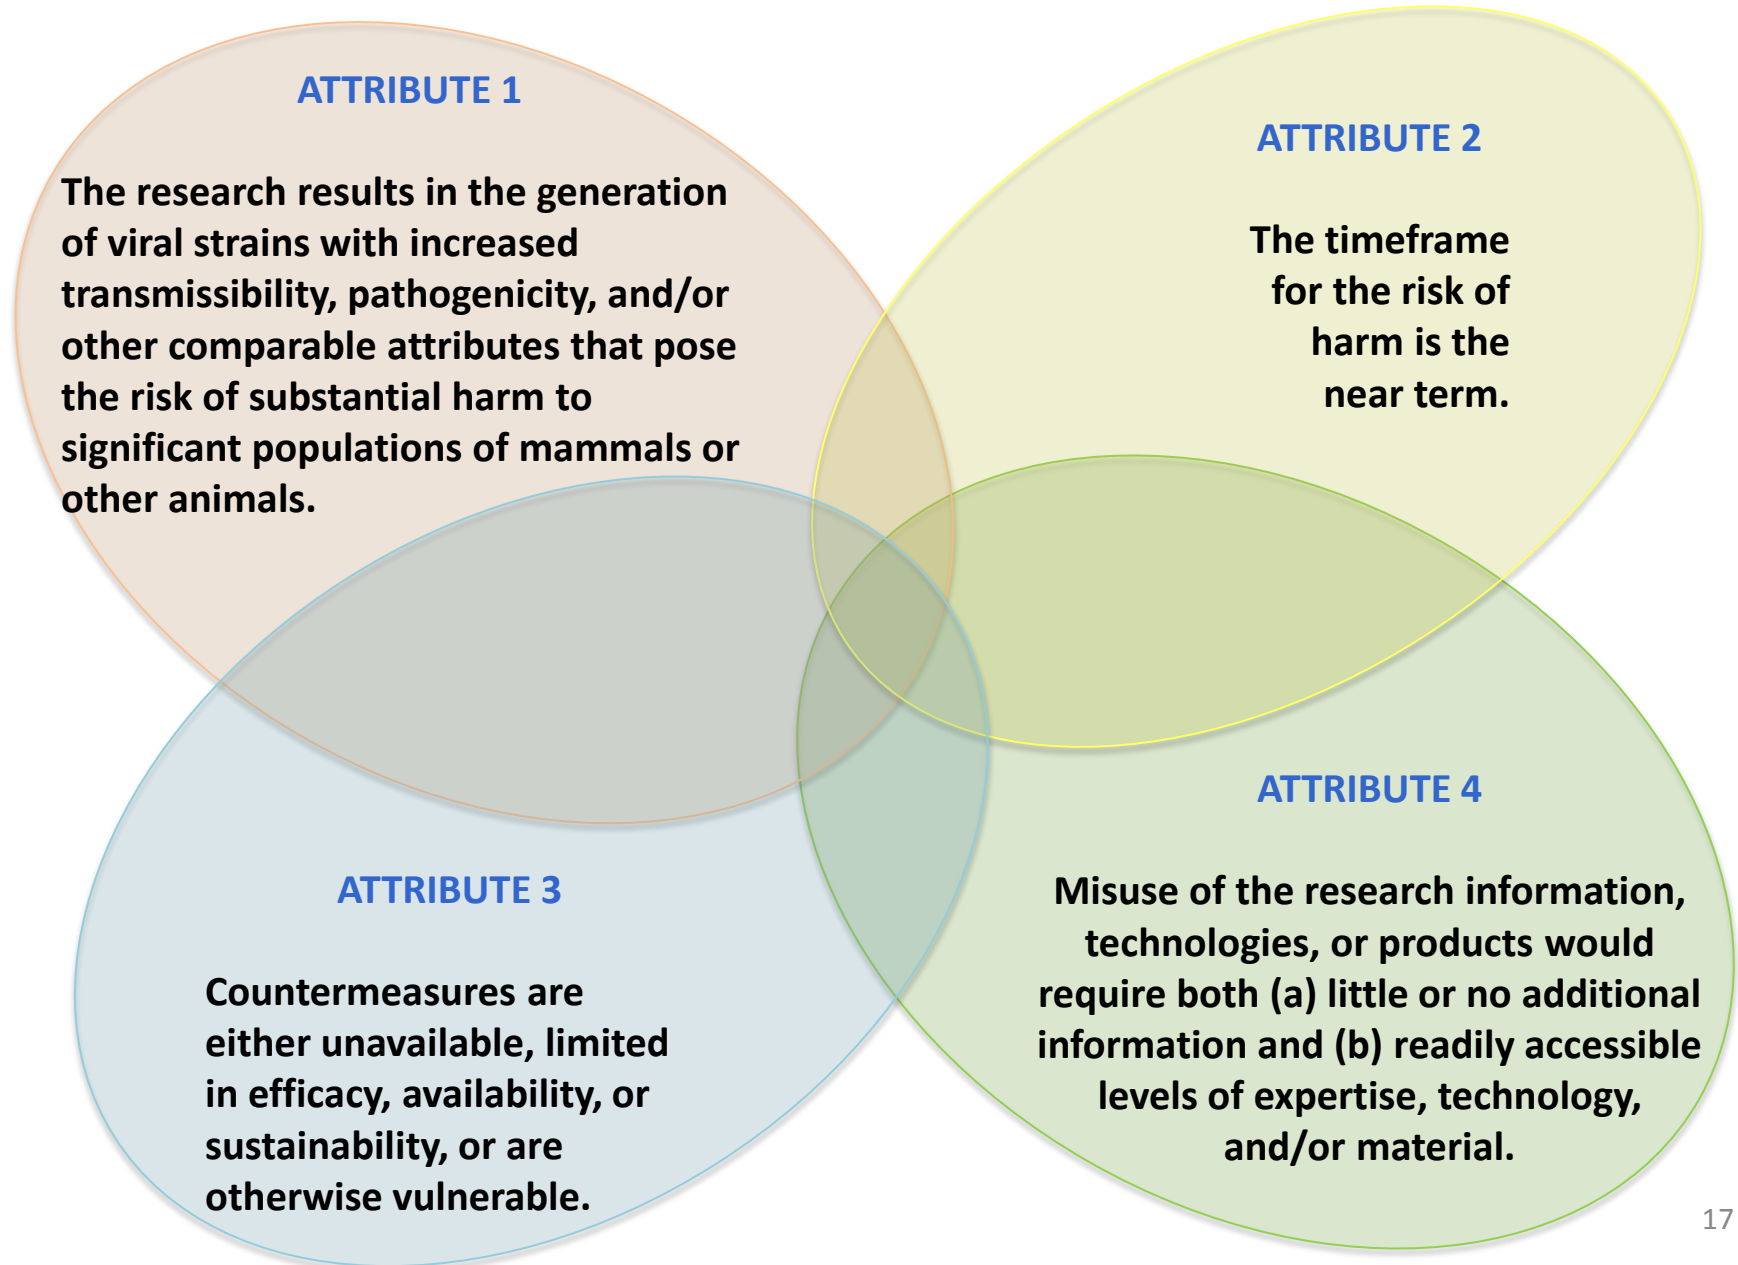 ATTRIBUTE 1
The research results in the generation
of viral strains with increased
transmissibility, pathogenicity, and/or
other comparable attributes that pose
the risk of substantial harm to
significant populations of mammals or
other animals.
ATTRIBUTE 2
The timeframe
for the risk of
harm is the
near term.
ATTRIBUTE 3
Countermeasures are
either unavailable, limited
in efficacy, availability, or
sustainability, or are
otherwise vulnerable.
ATTRIBUTE 4
Misuse of the research information,
technologies, or products would
require both (a) little or no additional
information and (b) readily accessible
levels of expertise, technology,
and/or material.
17